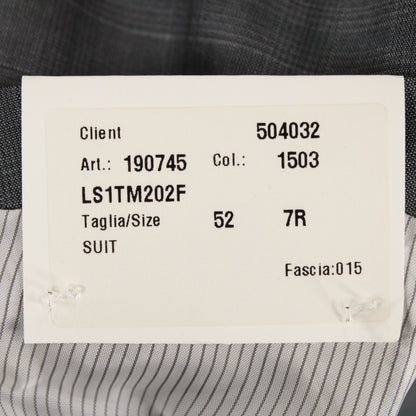 Client 504032
Art.: 190745 Col.: 1503
LS1TM202F
Taglia/Size 52 7R
SUIT
Fascia:015